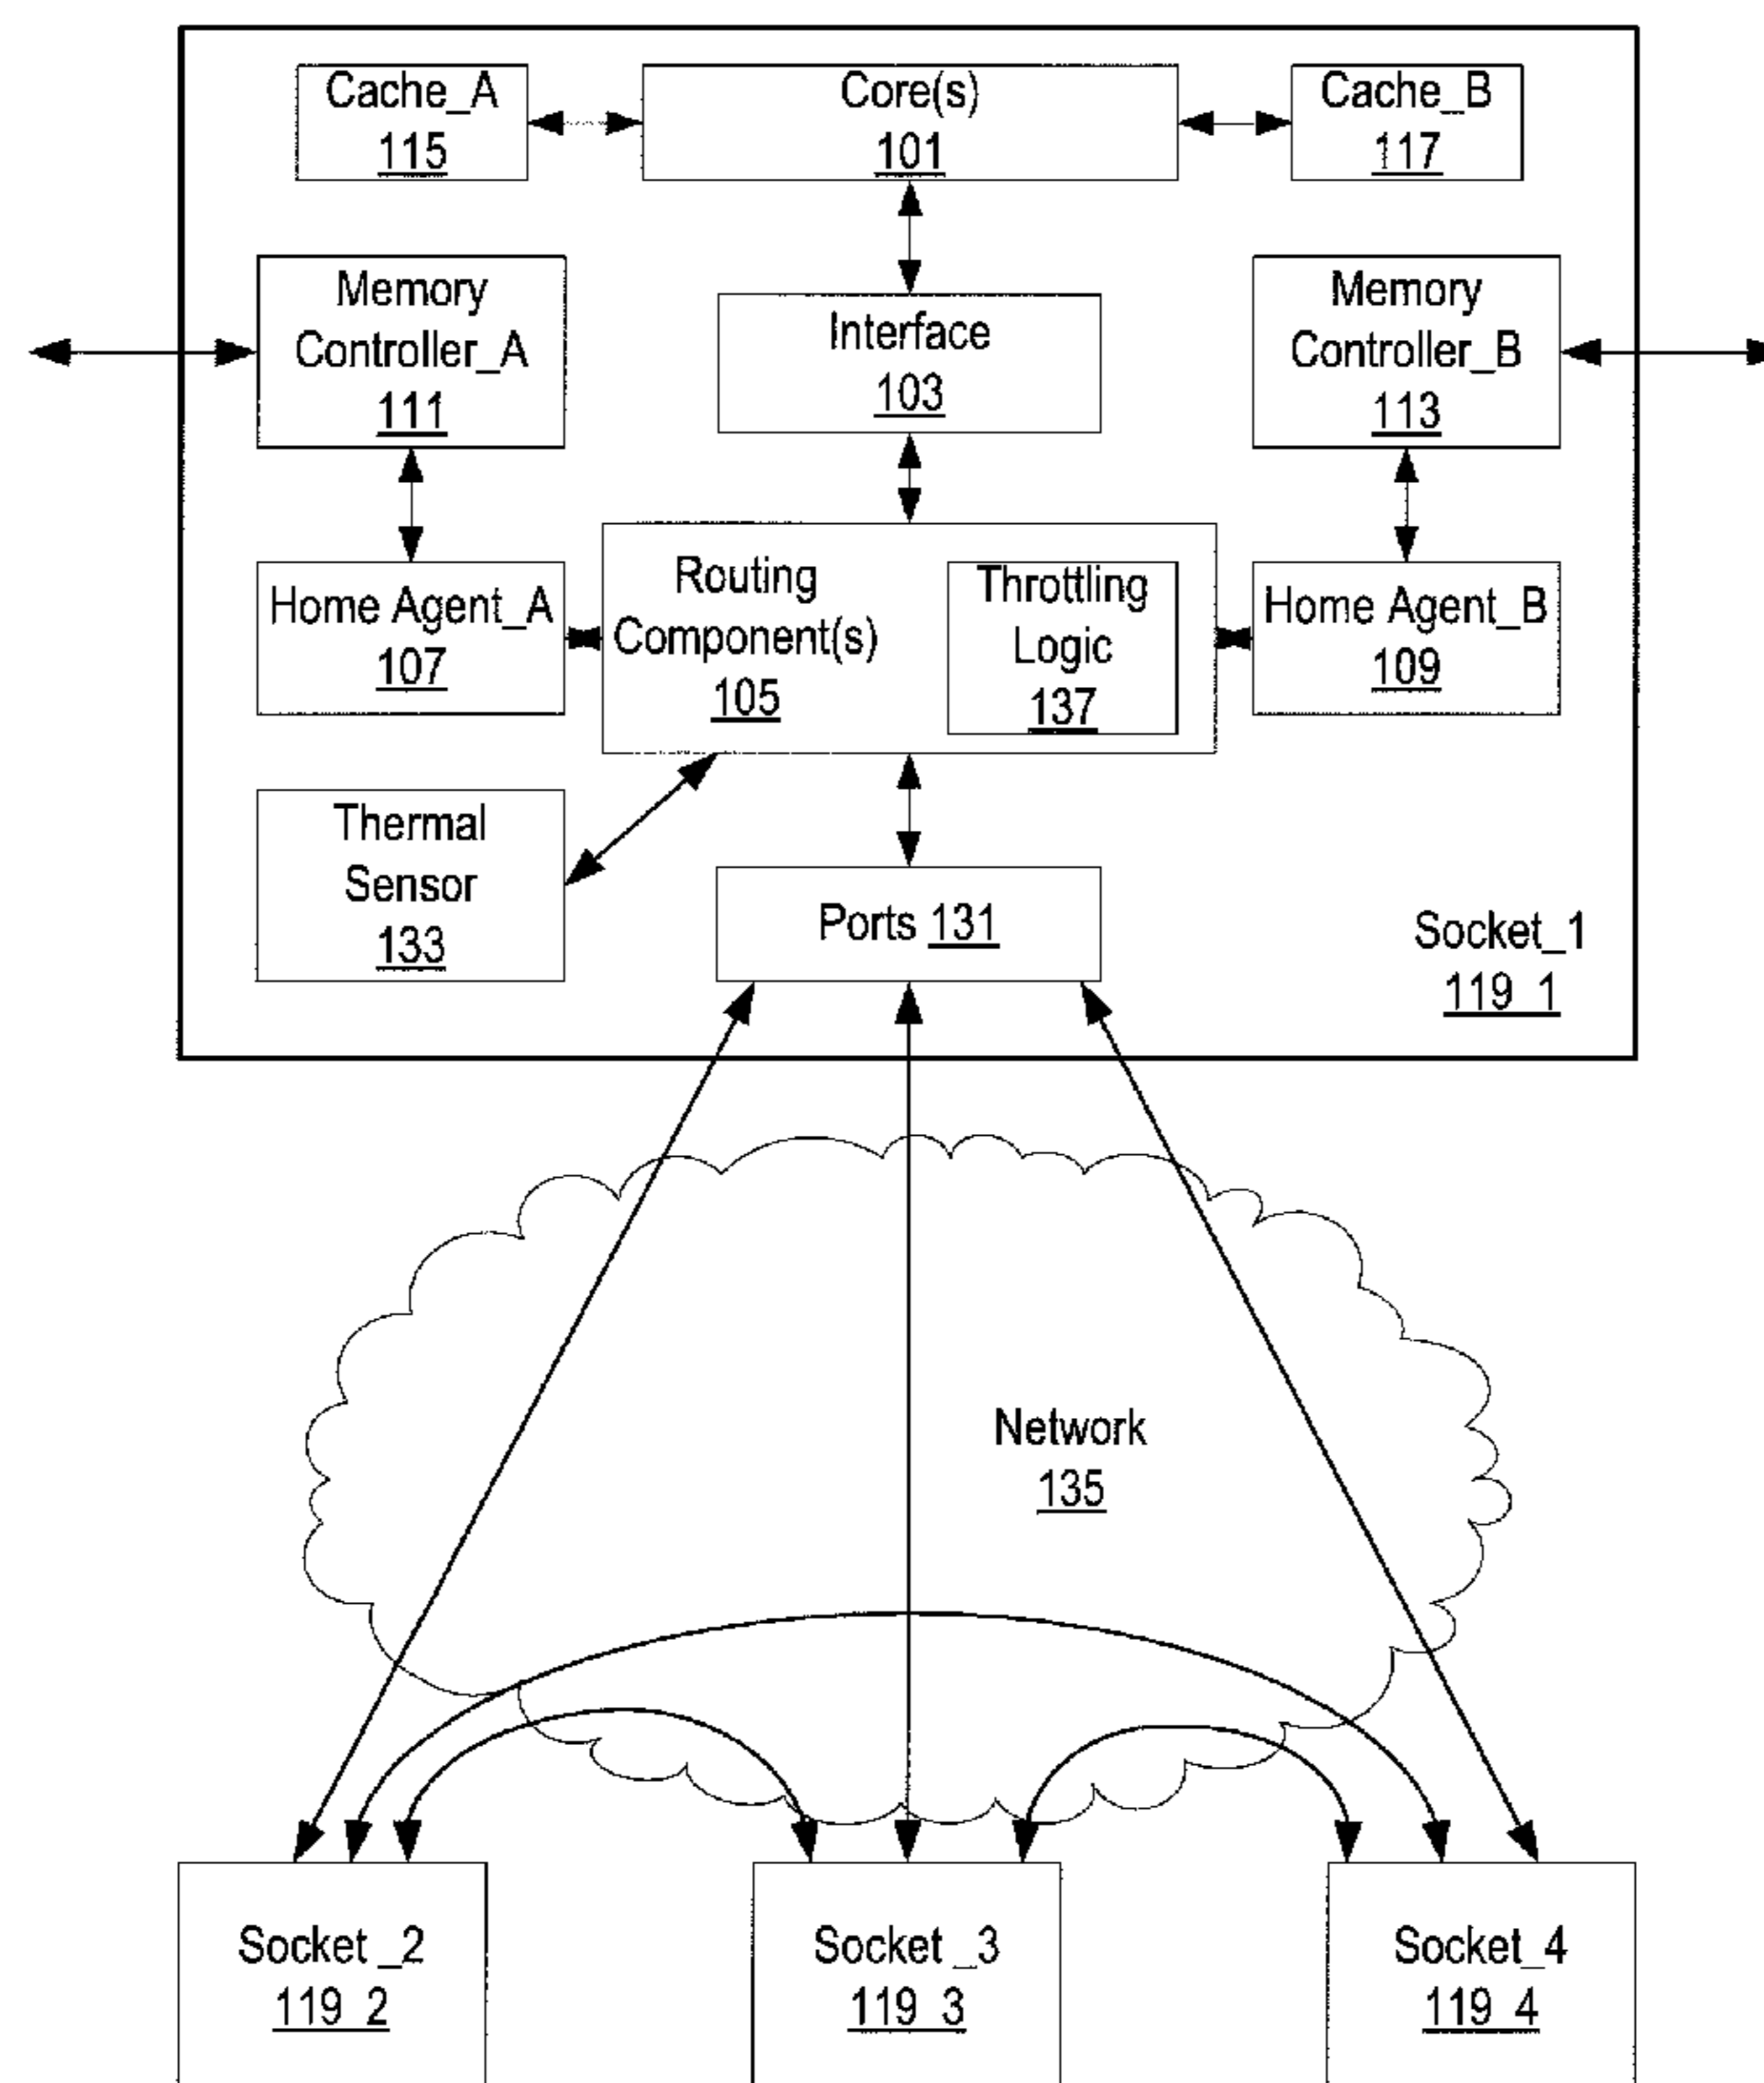 Cache_A
115
Core(s)
101
Cache_B
117
Memory
Controller_A
111
Interface
103
Memory
Controller_B
113
Home Agent_A
107
Routing
Component(s)
105
Throttling
Logic
137
Home Agent_B
109
Thermal
Sensor
133
Ports 131
Socket_1
119_1
Network
135
Socket_2
119_2
Socket_3
119_3
Socket_4
119_4